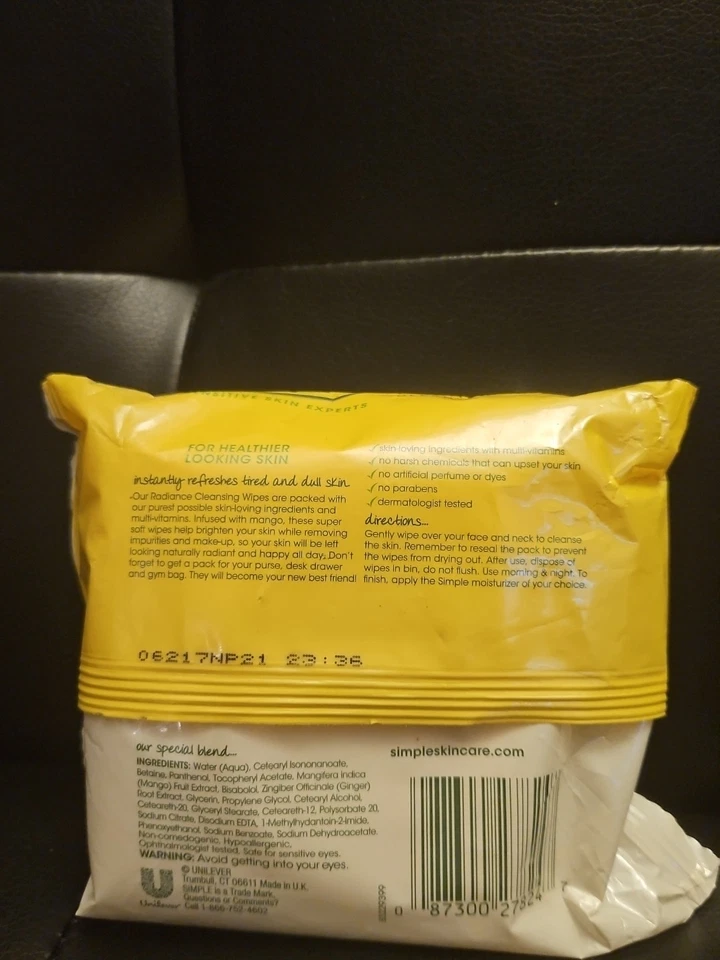 SENSITIVE SKIN EXPERTS
FOR HEALTHIER
LOOKING SKIN
instantly refreshes tired and dull skin
Our Radiance Cleansing Wipes are packed with
our purest possible skin-loving ingredients and
multi-vitamins. Infused with mango, these super
soft wipes help brighten your skin while removing
impurities and make-up, so your skin will be left
looking naturally radiant and happy all day. Don't
forget to get a pack for your purse, desk drawer
and gym bag. They will become your new best friend!
✓ skin-loving ingredients with multi-vitamins
✓ no harsh chemicals that can upset your skin
✓ no artificial perfume or dyes
✓ no parabens
✓ dermatologist tested
directions...
Gently wipe over your face and neck to cleanse
the skin. Remember to reseal the pack to prevent
the wipes from drying out. After use, dispose of
wipes in bin, do not flush. Use morning & night. To
finish, apply the Simple moisturizer of your choice.
06217NP21 23:36
our special blend...
INGREDIENTS: Water (Aqua), Cetearyl Isononanoate,
Betaine, Panthenol, Tocopheryl Acetate, Mangifera Indica
(Mango) Fruit Extract, Bisabolol, Zingiber Officinale (Ginger)
Root Extract, Glycerin, Propylene Glycol, Cetearyl Alcohol,
Ceteareth-20, Glyceryl Stearate, Ceteareth-12, Polysorbate 20,
Sodium Citrate, Disodium EDTA, 1-Methylhydantoin-2-Imide,
Phenoxyethanol, Sodium Benzoate, Sodium Dehydroacetate.
Non-comedogenic, Hypoallergenic,
Ophthalmologist tested. Safe for sensitive eyes.
WARNING: Avoid getting into your eyes.
© UNILEVER
Trumbull, CT 06611 Made in U.K.
SIMPLE is a Trade Mark.
Questions or Comments?
Call 1-866-752-4602
Unilever
simpleskincare.com
0 87300 27524 7